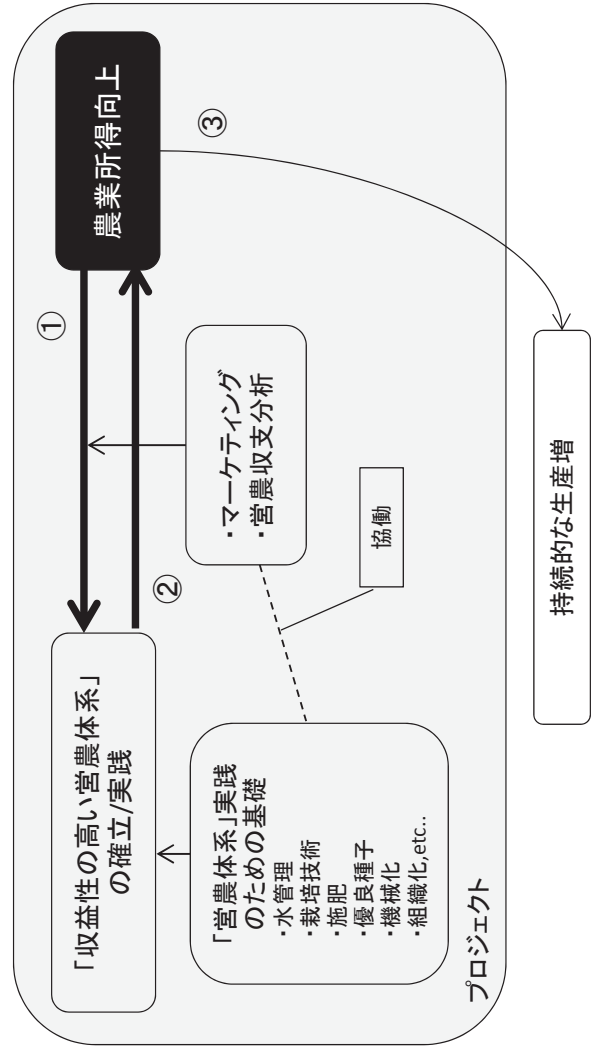 「収益性の高い営農体系」
の確立/実践
①
②
農業所得向上
③
・マーケティング
・営農収支分析
協働
「営農体系」実践
のための基礎
・水管理
・栽培技術
・施肥
・優良種子
・機械化
・組織化,etc..
プロジェクト
持続的な生産増